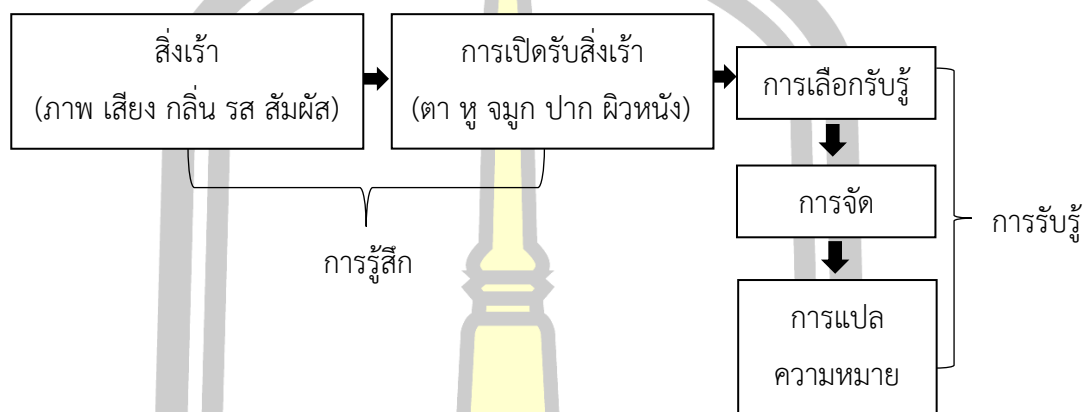 สิ่งเร้า
(ภาพ เสียง กลิ่น รส สัมผัส)
การเปิดรับสิ่งเร้า
(ตา หู จมูก ปาก ผิวหนัง)
การเลือกรับรู้
การจัด
การแปล
ความหมาย
การรู้สึก
การรับรู้